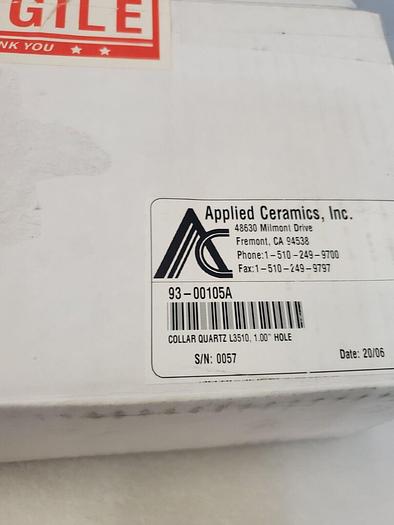 GILE
NK YOU ★ ★
AC
Applied Ceramics, Inc.
48630 Milmont Drive
Fremont, CA 94538
Phone:1-510-249-9700
Fax:1-510-249-9797
93-00105A
COLLAR QUARTZ L3510, 1.00" HOLE
S/N: 0057
Date: 20/06